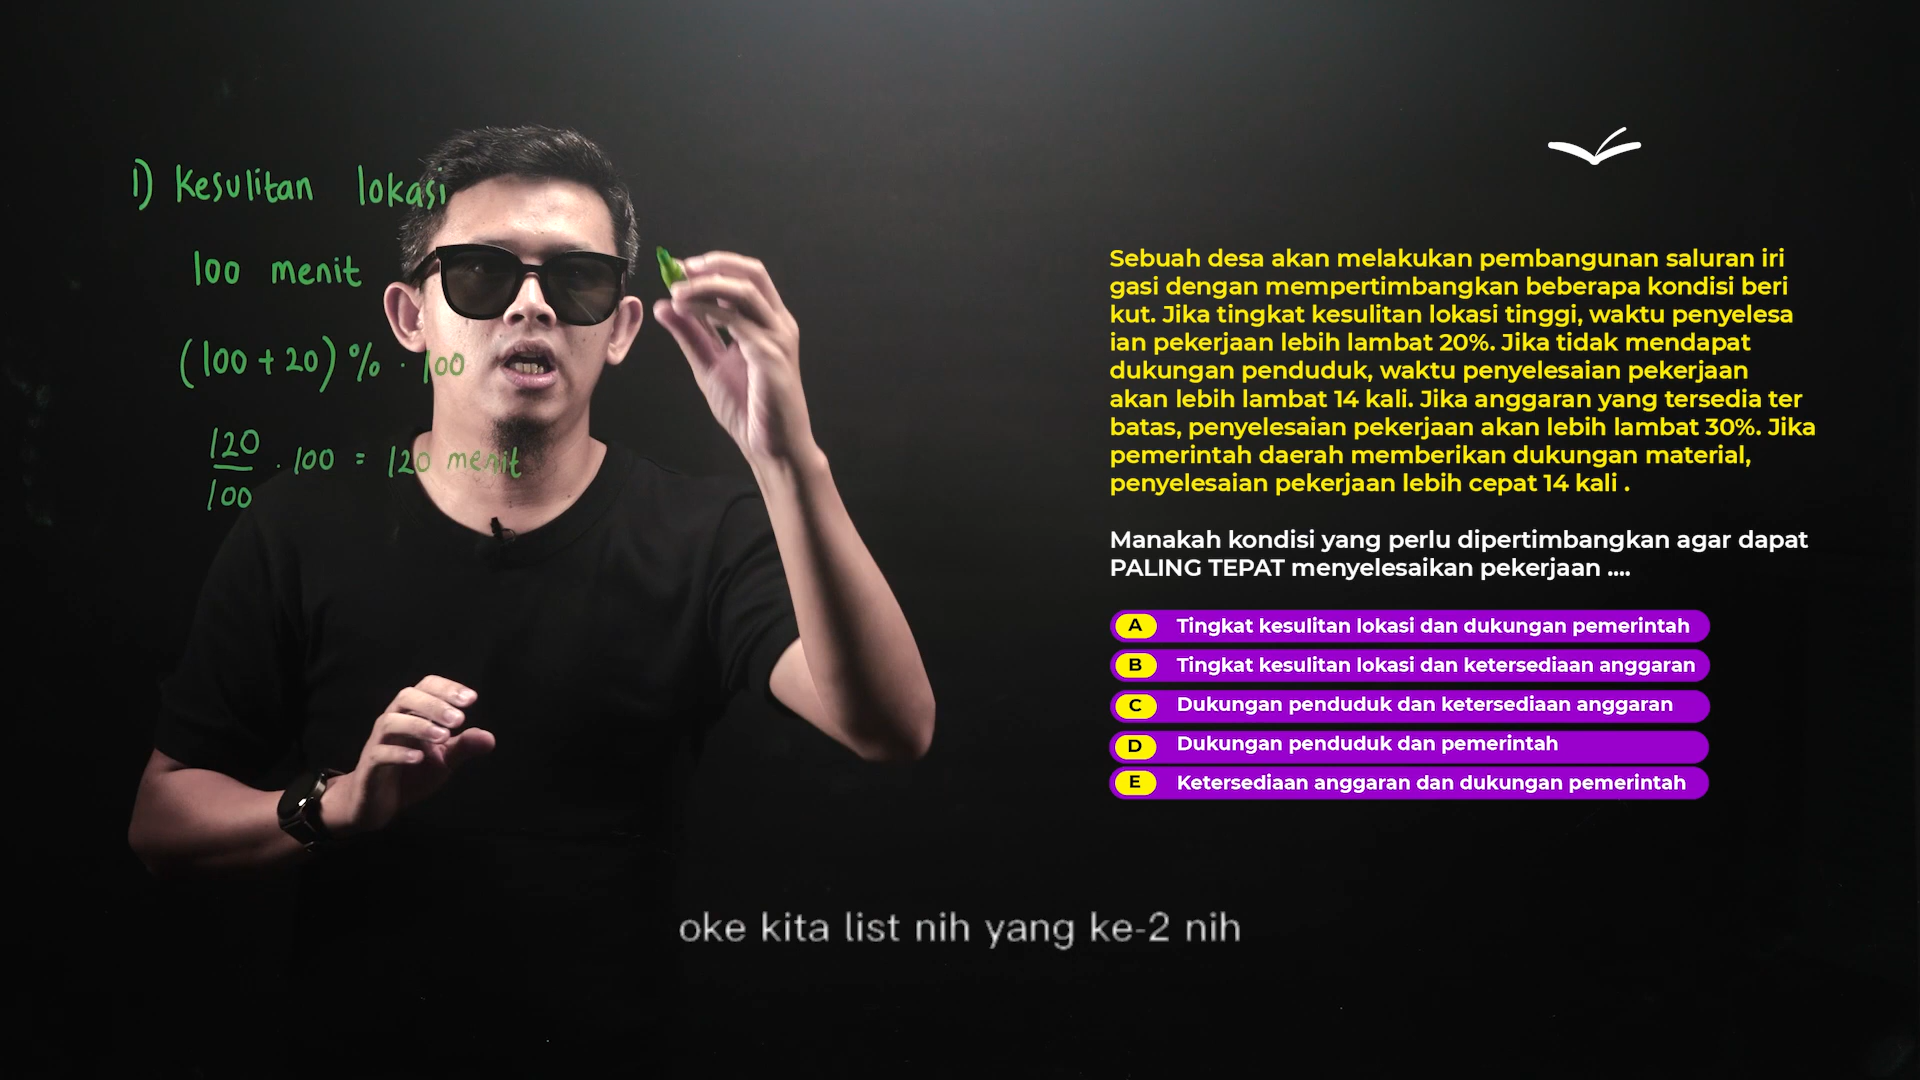 1) Kesulitan lokasi
100 menit
(100 + 20) % · 100
120
100
· 100 = 120 menit
Sebuah desa akan melakukan pembangunan saluran iri
gasi dengan mempertimbangkan beberapa kondisi beri
kut. Jika tingkat kesulitan lokasi tinggi, waktu penyelesa
ian pekerjaan lebih lambat 20%. Jika tidak mendapat
dukungan penduduk, waktu penyelesaian pekerjaan
akan lebih lambat 14 kali. Jika anggaran yang tersedia ter
batas, penyelesaian pekerjaan akan lebih lambat 30%. Jika
pemerintah daerah memberikan dukungan material,
penyelesaian pekerjaan lebih cepat 14 kali .
Manakah kondisi yang perlu dipertimbangkan agar dapat
PALING TEPAT menyelesaikan pekerjaan ....
A Tingkat kesulitan lokasi dan dukungan pemerintah
B Tingkat kesulitan lokasi dan ketersediaan anggaran
C Dukungan penduduk dan ketersediaan anggaran
D Dukungan penduduk dan pemerintah
E Ketersediaan anggaran dan dukungan pemerintah
oke kita list nih yang ke-2 nih